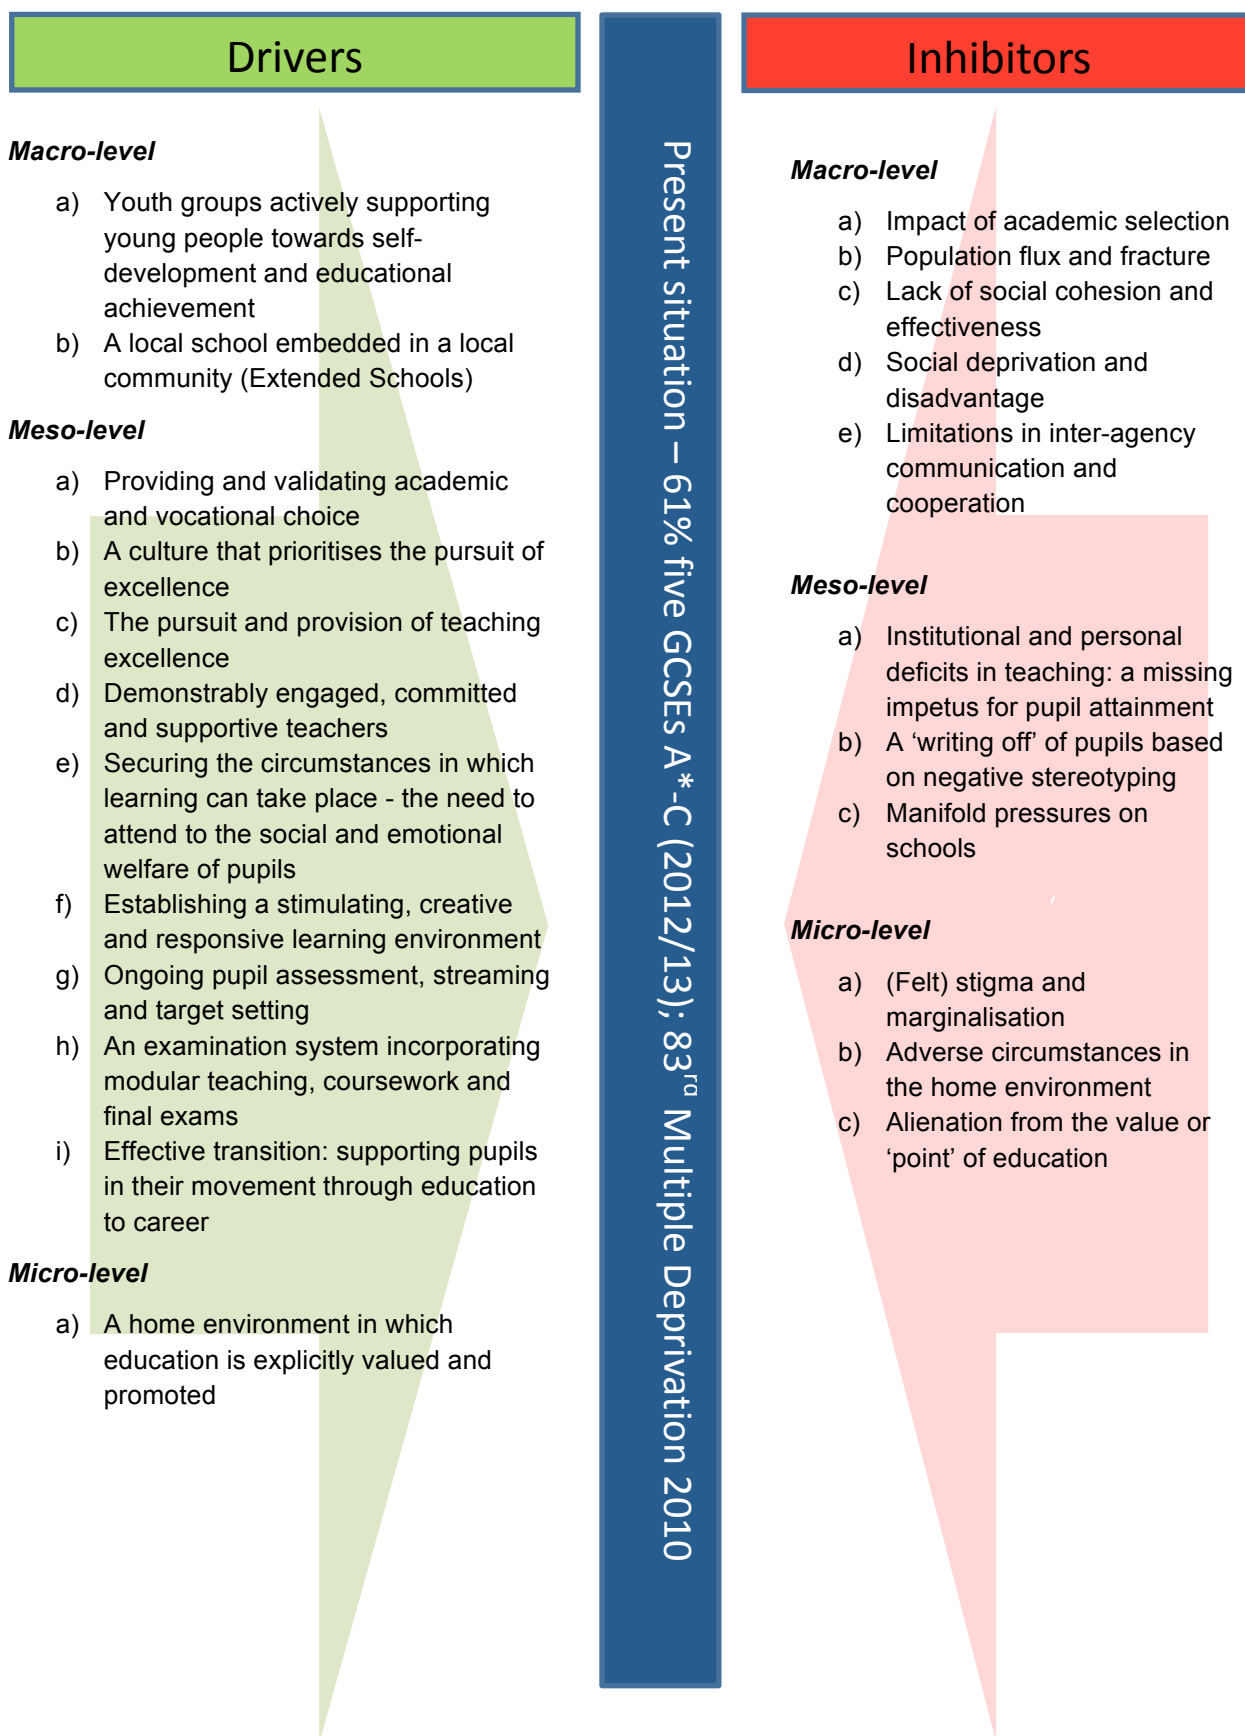 Drivers
Macro-level
a) Youth groups actively supporting
young people towards self-
development and educational
achievement
b) A local school embedded in a local
community (Extended Schools)
Meso-level
a) Providing and validating academic
and vocational choice
b) A culture that prioritises the pursuit of
excellence
c) The pursuit and provision of teaching
excellence
d) Demonstrably engaged, committed
and supportive teachers
e) Securing the circumstances in which
learning can take place - the need to
attend to the social and emotional
welfare of pupils
f) Establishing a stimulating, creative
and responsive learning environment
g) Ongoing pupil assessment, streaming
and target setting
h) An examination system incorporating
modular teaching, coursework and
final exams
i) Effective transition: supporting pupils
in their movement through education
to career
Micro-level
a) A home environment in which
education is explicitly valued and
promoted
Present situation – 61% five GCSEs A*-C (2012/13); 83rd Multiple Deprivation 2010
Inhibitors
Macro-level
a) Impact of academic selection
b) Population flux and fracture
c) Lack of social cohesion and
effectiveness
d) Social deprivation and
disadvantage
e) Limitations in inter-agency
communication and
cooperation
Meso-level
a) Institutional and personal
deficits in teaching: a missing
impetus for pupil attainment
b) A ‘writing off’ of pupils based
on negative stereotyping
c) Manifold pressures on
schools
Micro-level
a) (Felt) stigma and
marginalisation
b) Adverse circumstances in
the home environment
c) Alienation from the value or
‘point’ of education